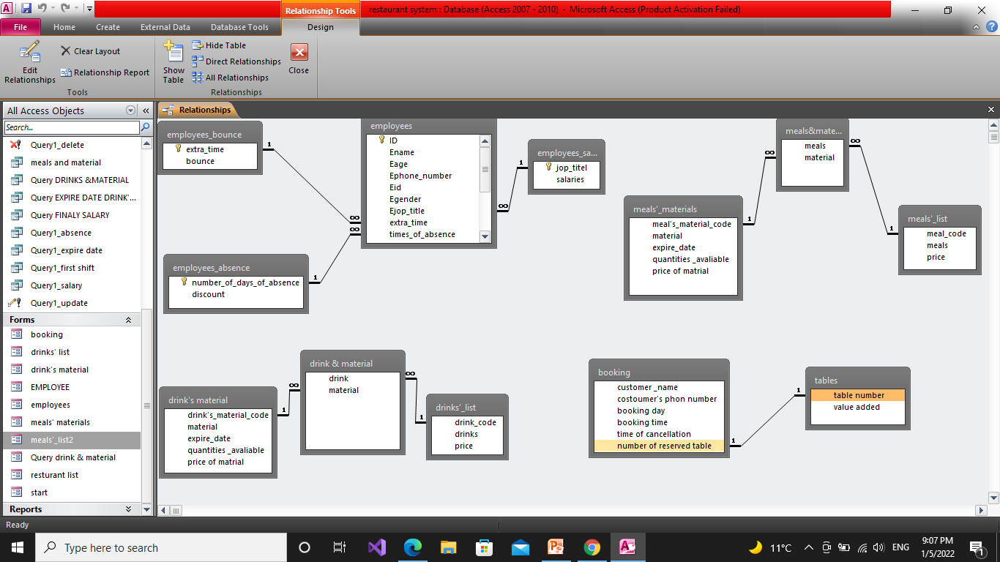 Relationship Tools
restaurant system : Database (Access 2007 - 2010) - Microsoft Access (Product Activation Failed)
File Home Create External Data Database Tools Design
Edit Relationships
Clear Layout
Relationship Report
Tools
Show Table
Hide Table
Direct Relationships
All Relationships
Close
Relationships
All Access Objects
Search...
Query1_delete
meals and material
Query DRINKS &MATERIAL
Query EXPIRE DATE DRINK'...
Query FINALY SALARY
Query1_absence
Query1_expire date
Query1_first shift
Query1_salary
Query1_update
Forms
booking
drinks' list
drink's material
EMPLOYEE
employees
meals' materials
meals'_list2
Query drink & material
resturant list
start
Reports
Relationships
employees_bounce
extra_time
bounce
1
∞
employees
ID
Ename
Eage
Ephone_number
Eid
Egender
Ejop_title
extra_time
times_of_absence
∞
1
∞
employees_sa...
jop_titel
salaries
employees_absence
number_of_days_of_absence
discount
1
meals&mate...
meals
material
∞
∞
meals'_materials
meal's_material_code
material
expire_date
quantities _avaliable
price of matrial
1
meals'_list
meal_code
meals
price
1
drink & material
drink
material
∞
∞
drink's material
drink's_material_code
material
expire_date
quantities _avaliable
price of matrial
1
drinks'_list
drink_code
drinks
price
1
booking
customer _name
costoumer's phon number
booking day
booking time
time of cancellation
number of reserved table
1
tables
table number
value added
1
Ready
Type here to search
11°C
ENG
9:07 PM
1/5/2022
1